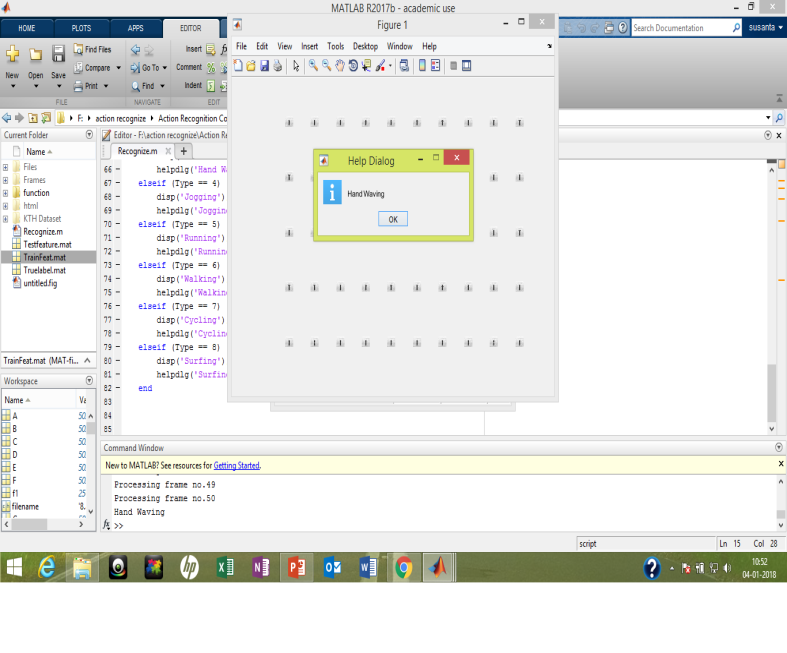 MATLAB R2017b - academic use
HOME PLOTS APPS EDITOR
Search Documentation susanta
New Open Save
Find Files
Compare
Print
Go To
Find
Insert
Comment
Indent
FILE NAVIGATE EDIT
F: action recognize Action Recognition Co
Current Folder
Name
Files
Frames
function
html
KTH Dataset
Recognize.m
Testfeature.mat
TrainFeat.mat
Truelabel.mat
untitled.fig
TrainFeat.mat (MAT-fi...
Workspace
Name Va
A 50
B 50
C 50
D 50
E 50
F 50
f1 25
filename '8.
Editor - F:\action recognize\Action Re
Recognize.m
66 helpdlg('Hand W
67 elseif (Type == 4)
68 disp('Jogging')
69 helpdlg('Joggin
70 elseif (Type == 5)
71 disp('Running')
72 helpdlg('Runnin
73 elseif (Type == 6)
74 disp('Walking')
75 helpdlg('Walkin
76 elseif (Type == 7)
77 disp('Cycling')
78 helpdlg('Cyclin
79 elseif (Type == 8)
80 disp('Surfing')
81 helpdlg('Surfin
82 end
83
84
85
Figure 1
File Edit View Insert Tools Desktop Window Help
Help Dialog
Hand Waving
OK
Command Window
New to MATLAB? See resources for Getting Started.
Processing frame no.49
Processing frame no.50
Hand Waving
fx >>
script Ln 15 Col 28
10:52
04-01-2018